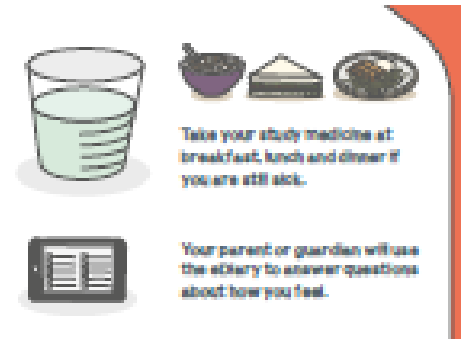 Take your study medicine at
breakfast, lunch and dinner if
you are still sick.
Your parent or guardian will use
the eDiary to answer questions
about how you feel.